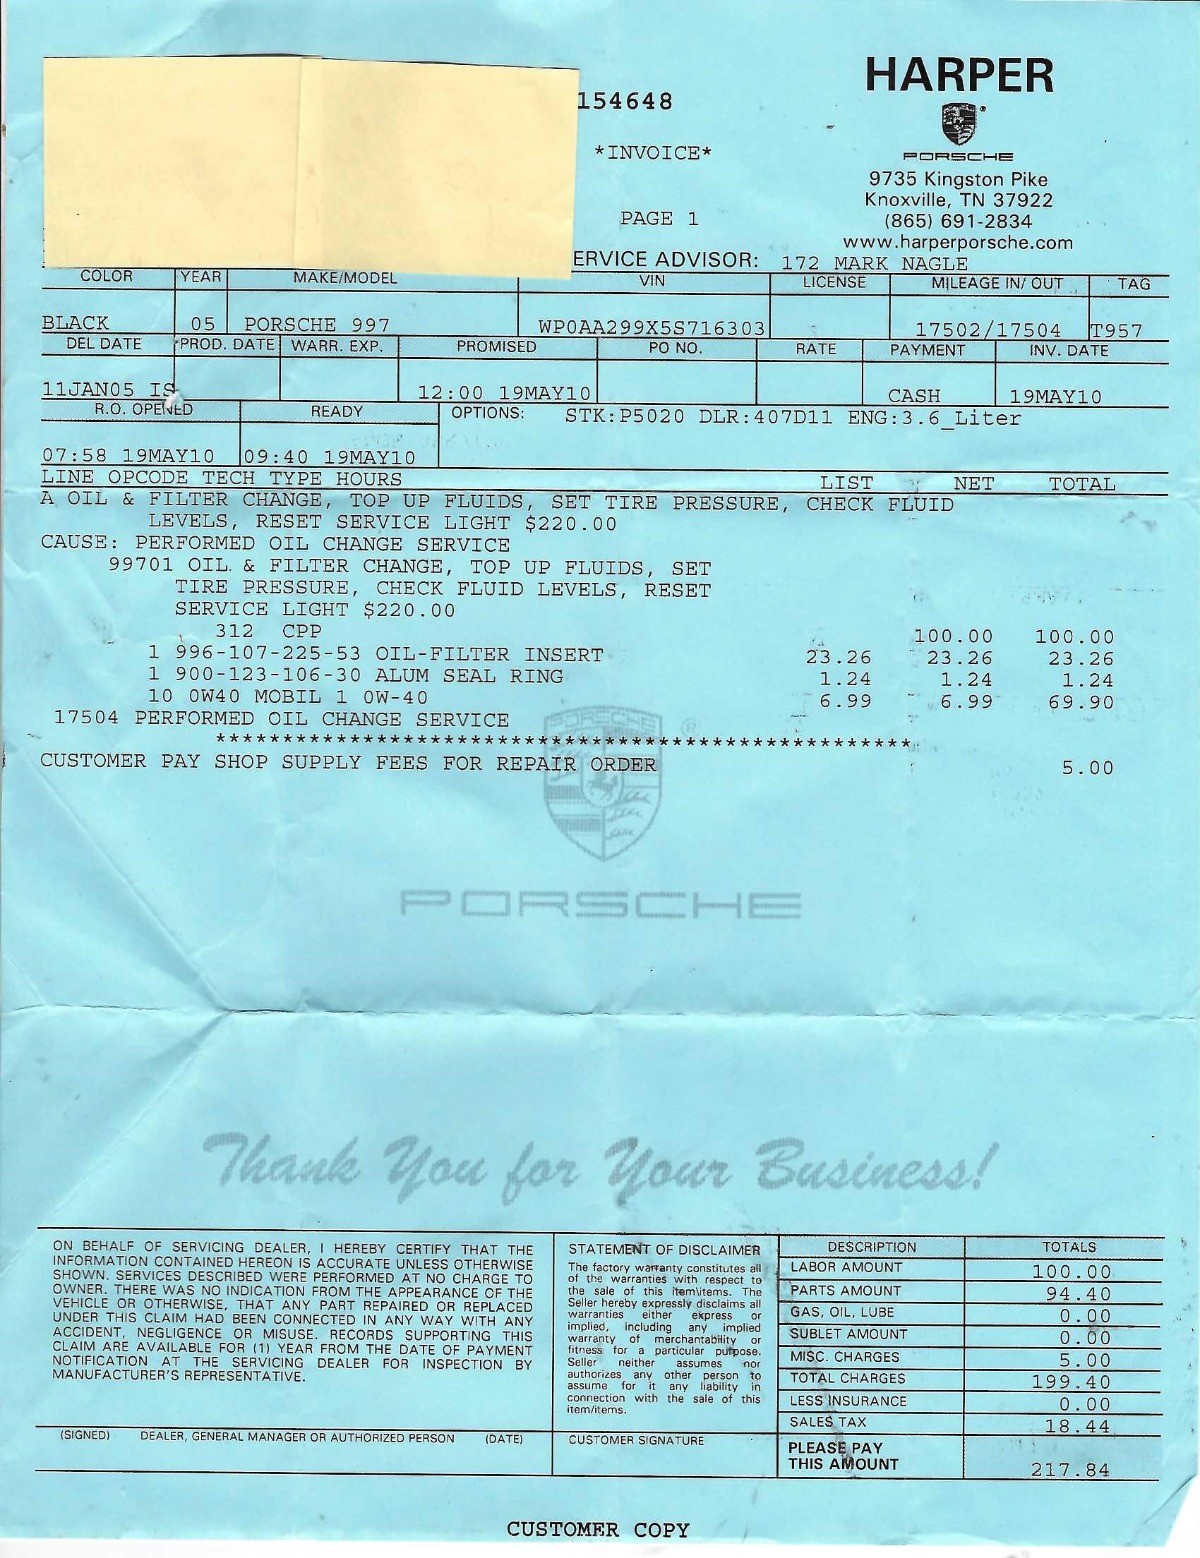 HARPER
154648
*INVOICE*
PORSCHE
9735 Kingston Pike
Knoxville, TN 37922
PAGE 1
(865) 691-2834
www.harperporsche.com
ERVICE ADVISOR: 172 MARK NAGLE
COLOR YEAR MAKE/MODEL VIN LICENSE MILEAGE IN/ OUT TAG
BLACK 05 PORSCHE 997 WP0AA299X5S716303 17502/17504 T957
DEL DATE PROD. DATE WARR. EXP. PROMISED PO NO. RATE PAYMENT INV. DATE
11JAN05 IS 12:00 19MAY10 CASH 19MAY10
R.O. OPENED READY OPTIONS: STK:P5020 DLR:407D11 ENG:3.6_Liter
07:58 19MAY10 09:40 19MAY10
LINE OPCODE TECH TYPE HOURS LIST NET TOTAL
A OIL & FILTER CHANGE, TOP UP FLUIDS, SET TIRE PRESSURE, CHECK FLUID
LEVELS, RESET SERVICE LIGHT $220.00
CAUSE: PERFORMED OIL CHANGE SERVICE
99701 OIL & FILTER CHANGE, TOP UP FLUIDS, SET
TIRE PRESSURE, CHECK FLUID LEVELS, RESET
SERVICE LIGHT $220.00
312 CPP 100.00 100.00
1 996-107-225-53 OIL-FILTER INSERT 23.26 23.26 23.26
1 900-123-106-30 ALUM SEAL RING 1.24 1.24 1.24
10 0W40 MOBIL 1 0W-40 6.99 6.99 69.90
17504 PERFORMED OIL CHANGE SERVICE
****************************************************
CUSTOMER PAY SHOP SUPPLY FEES FOR REPAIR ORDER 5.00
PORSCHE
PORSCHE
Thank You for Your Business!
ON BEHALF OF SERVICING DEALER, I HEREBY CERTIFY THAT THE
INFORMATION CONTAINED HEREON IS ACCURATE UNLESS OTHERWISE
SHOWN. SERVICES DESCRIBED WERE PERFORMED AT NO CHARGE TO
OWNER. THERE WAS NO INDICATION FROM THE APPEARANCE OF THE
VEHICLE OR OTHERWISE, THAT ANY PART REPAIRED OR REPLACED
UNDER THIS CLAIM HAD BEEN CONNECTED IN ANY WAY WITH ANY
ACCIDENT, NEGLIGENCE OR MISUSE. RECORDS SUPPORTING THIS
CLAIM ARE AVAILABLE FOR (1) YEAR FROM THE DATE OF PAYMENT
NOTIFICATION AT THE SERVICING DEALER FOR INSPECTION BY
MANUFACTURER'S REPRESENTATIVE.
(SIGNED) DEALER, GENERAL MANAGER OR AUTHORIZED PERSON (DATE)
STATEMENT OF DISCLAIMER
The factory warranty constitutes all
of the warranties with respect to
the sale of this item/items. The
Seller hereby expressly disclaims all
warranties either express or
implied, including any implied
warranty of merchantability or
fitness for a particular purpose.
Seller neither assumes nor
authorizes any other person to
assume for it any liability in
connection with the sale of this
item/items.
CUSTOMER SIGNATURE
DESCRIPTION TOTALS
LABOR AMOUNT 100.00
PARTS AMOUNT 94.40
GAS, OIL, LUBE 0.00
SUBLET AMOUNT 0.00
MISC. CHARGES 5.00
TOTAL CHARGES 199.40
LESS INSURANCE 0.00
SALES TAX 18.44
PLEASE PAY
THIS AMOUNT 217.84
CUSTOMER COPY